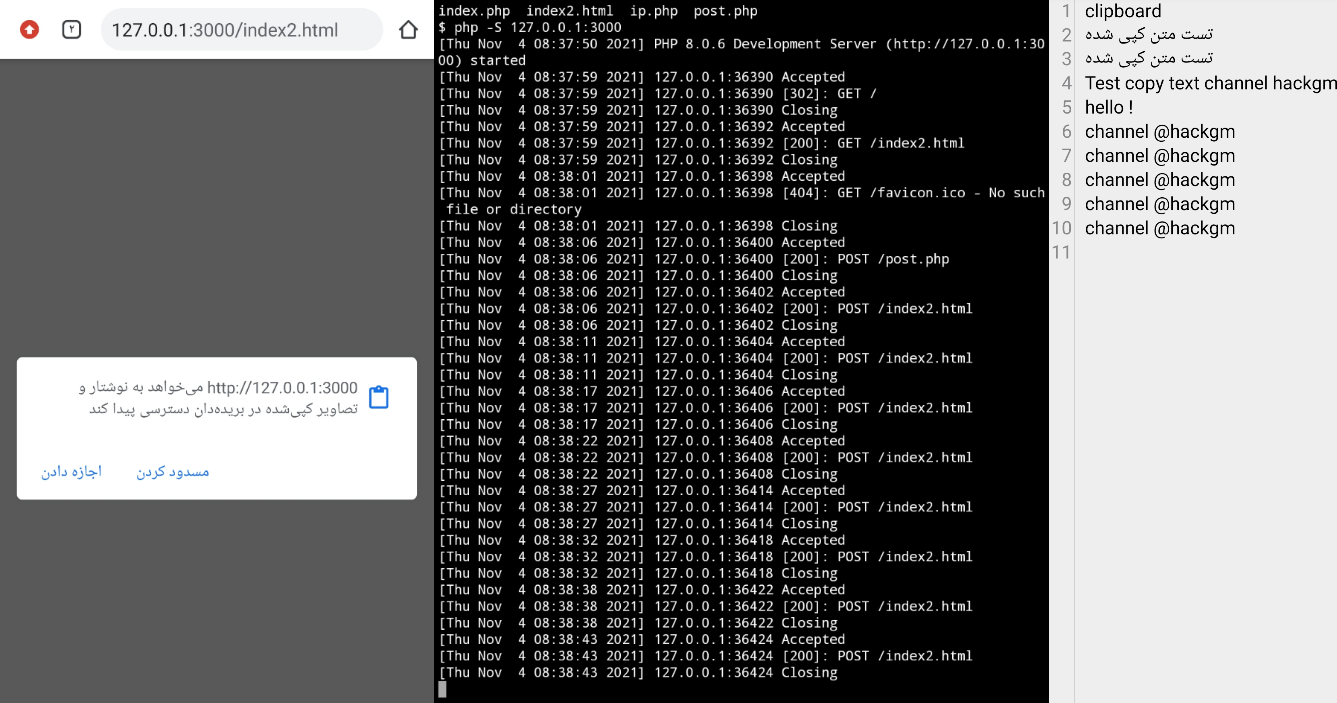 ۲
127.0.0.1:3000/index2.html
http://127.0.0.1:3000 می‌خواهد به نوشتار و
تصاویر کپی‌شده در بریده‌دان دسترسی پیدا کند
مسدود کردن
اجازه دادن
index.php  index2.html  ip.php  post.php
$ php -S 127.0.0.1:3000
[Thu Nov  4 08:37:50 2021] PHP 8.0.6 Development Server (http://127.0.0.1:30
00) started
[Thu Nov  4 08:37:59 2021] 127.0.0.1:36390 Accepted
[Thu Nov  4 08:37:59 2021] 127.0.0.1:36390 [302]: GET /
[Thu Nov  4 08:37:59 2021] 127.0.0.1:36390 Closing
[Thu Nov  4 08:37:59 2021] 127.0.0.1:36392 Accepted
[Thu Nov  4 08:37:59 2021] 127.0.0.1:36392 [200]: GET /index2.html
[Thu Nov  4 08:37:59 2021] 127.0.0.1:36392 Closing
[Thu Nov  4 08:38:01 2021] 127.0.0.1:36398 Accepted
[Thu Nov  4 08:38:01 2021] 127.0.0.1:36398 [404]: GET /favicon.ico - No such
 file or directory
[Thu Nov  4 08:38:01 2021] 127.0.0.1:36398 Closing
[Thu Nov  4 08:38:06 2021] 127.0.0.1:36400 Accepted
[Thu Nov  4 08:38:06 2021] 127.0.0.1:36400 [200]: POST /post.php
[Thu Nov  4 08:38:06 2021] 127.0.0.1:36400 Closing
[Thu Nov  4 08:38:06 2021] 127.0.0.1:36402 Accepted
[Thu Nov  4 08:38:06 2021] 127.0.0.1:36402 [200]: POST /index2.html
[Thu Nov  4 08:38:06 2021] 127.0.0.1:36402 Closing
[Thu Nov  4 08:38:11 2021] 127.0.0.1:36404 Accepted
[Thu Nov  4 08:38:11 2021] 127.0.0.1:36404 [200]: POST /index2.html
[Thu Nov  4 08:38:11 2021] 127.0.0.1:36404 Closing
[Thu Nov  4 08:38:17 2021] 127.0.0.1:36406 Accepted
[Thu Nov  4 08:38:17 2021] 127.0.0.1:36406 [200]: POST /index2.html
[Thu Nov  4 08:38:17 2021] 127.0.0.1:36406 Closing
[Thu Nov  4 08:38:22 2021] 127.0.0.1:36408 Accepted
[Thu Nov  4 08:38:22 2021] 127.0.0.1:36408 [200]: POST /index2.html
[Thu Nov  4 08:38:22 2021] 127.0.0.1:36408 Closing
[Thu Nov  4 08:38:27 2021] 127.0.0.1:36414 Accepted
[Thu Nov  4 08:38:27 2021] 127.0.0.1:36414 [200]: POST /index2.html
[Thu Nov  4 08:38:27 2021] 127.0.0.1:36414 Closing
[Thu Nov  4 08:38:32 2021] 127.0.0.1:36418 Accepted
[Thu Nov  4 08:38:32 2021] 127.0.0.1:36418 [200]: POST /index2.html
[Thu Nov  4 08:38:32 2021] 127.0.0.1:36418 Closing
[Thu Nov  4 08:38:38 2021] 127.0.0.1:36422 Accepted
[Thu Nov  4 08:38:38 2021] 127.0.0.1:36422 [200]: POST /index2.html
[Thu Nov  4 08:38:38 2021] 127.0.0.1:36422 Closing
[Thu Nov  4 08:38:43 2021] 127.0.0.1:36424 Accepted
[Thu Nov  4 08:38:43 2021] 127.0.0.1:36424 [200]: POST /index2.html
[Thu Nov  4 08:38:43 2021] 127.0.0.1:36424 Closing
1 clipboard
2 تست متن کپی شده
3 تست متن کپی شده
4 Test copy text channel hackgm
5 hello !
6 channel @hackgm
7 channel @hackgm
8 channel @hackgm
9 channel @hackgm
10 channel @hackgm
11